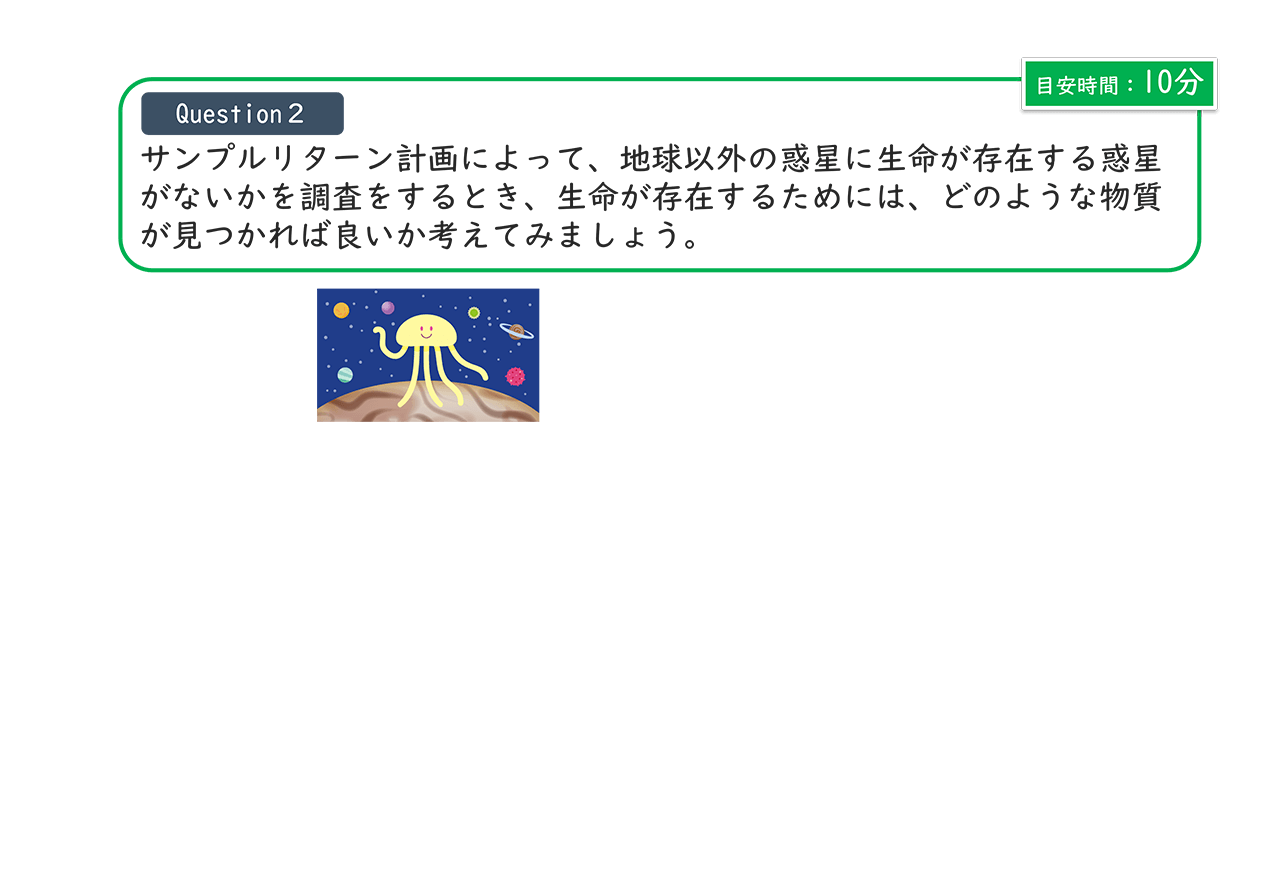 目安時間：10分
Question２
サンプルリターン計画によって、地球以外の惑星に生命が存在する惑星
がないかを調査をするとき、生命が存在するためには、どのような物質
が見つかれば良いか考えてみましょう。